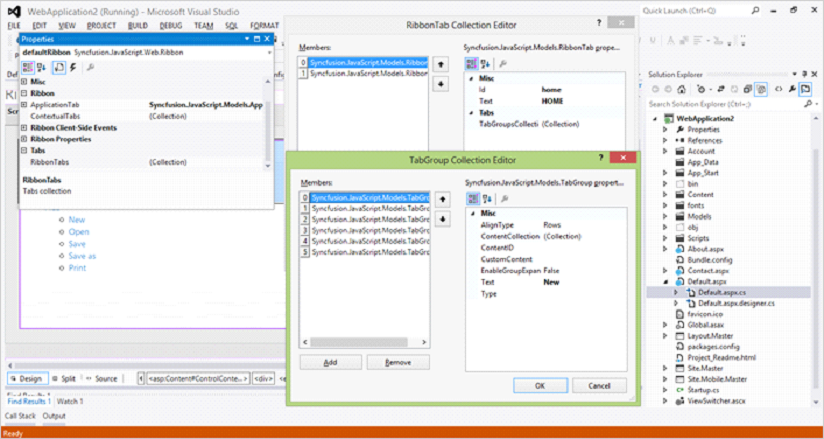 WebApplication2 (Running) - Microsoft Visual Studio
Quick Launch (Ctrl+Q)
FILE EDIT VIEW PROJECT BUILD DEBUG TEAM SQL FORMAT
Properties
defaultRibbon Syncfusion.JavaScript.Web.Ribbon
Misc
Ribbon
ApplicationTab Syncfusion.JavaScript.Models.App
ContextualTabs (Collection)
Ribbon Client-Side Events
Ribbon Properties
Tabs
RibbonTabs (Collection)
RibbonTabs
Tabs collection
New
Open
Save
Save as
Print
RibbonTab Collection Editor
Members:
Syncfusion.JavaScript.Models.RibbonTab prope...
0 Syncfusion.JavaScript.Models.Ribbon
1 Syncfusion.JavaScript.Models.Ribbon
Misc
Id home
Text HOME
Tabs
TabGroupsCollecti (Collection)
TabGroup Collection Editor
Members:
Syncfusion.JavaScript.Models.TabGroup propert...
0 Syncfusion.JavaScript.Models.TabGrc
1 Syncfusion.JavaScript.Models.TabGrc
2 Syncfusion.JavaScript.Models.TabGrc
3 Syncfusion.JavaScript.Models.TabGrc
4 Syncfusion.JavaScript.Models.TabGrc
5 Syncfusion.JavaScript.Models.TabGrc
Misc
AlignType Rows
ContentCollection (Collection)
ContentID
CustomContent
EnableGroupExpan False
Text New
Type
Add Remove
OK Cancel
Solution Explorer
Search Solution Explorer (Ctrl+;)
WebApplication2
Properties
References
Account
App_Data
App_Start
bin
Content
fonts
Models
obj
Scripts
About.aspx
Bundle.config
Contact.aspx
Default.aspx
Default.aspx.cs
Default.aspx.designer.cs
favicon.ico
Global.asax
Layout.Master
packages.config
Project_Readme.html
Site.Master
Site.Mobile.Master
Startup.cs
ViewSwitcher.ascx
Design Split Source <asp:Content#ControlConte... <div>
Find Results 1 Watch 1
Call Stack Output
Ready